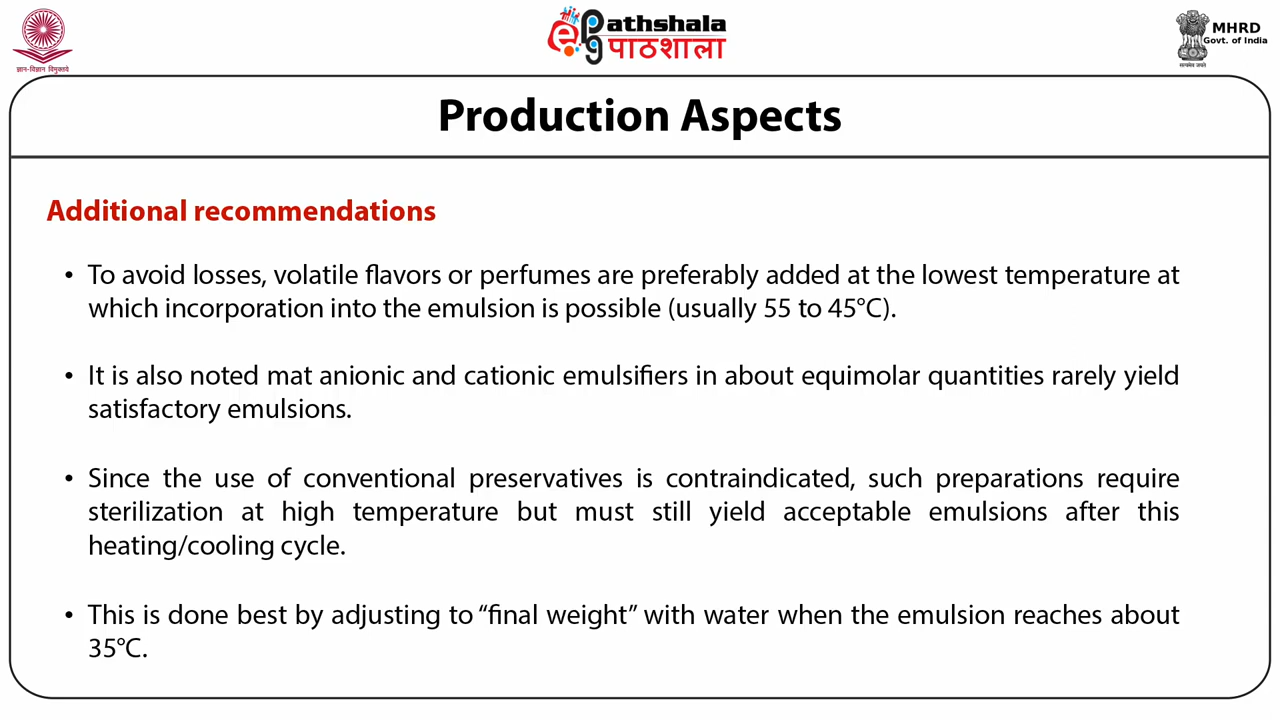 ज्ञान-विज्ञान विमुक्तये
epg
athshala
पाठशाला
MHRD
Govt. of India
सत्यमेव जयते
Production Aspects
Additional recommendations
• To avoid losses, volatile flavors or perfumes are preferably added at the lowest temperature at
which incorporation into the emulsion is possible (usually 55 to 45°C).
• It is also noted mat anionic and cationic emulsifiers in about equimolar quantities rarely yield
satisfactory emulsions.
• Since the use of conventional preservatives is contraindicated, such preparations require
sterilization at high temperature but must still yield acceptable emulsions after this
heating/cooling cycle.
• This is done best by adjusting to “final weight” with water when the emulsion reaches about
35°C.